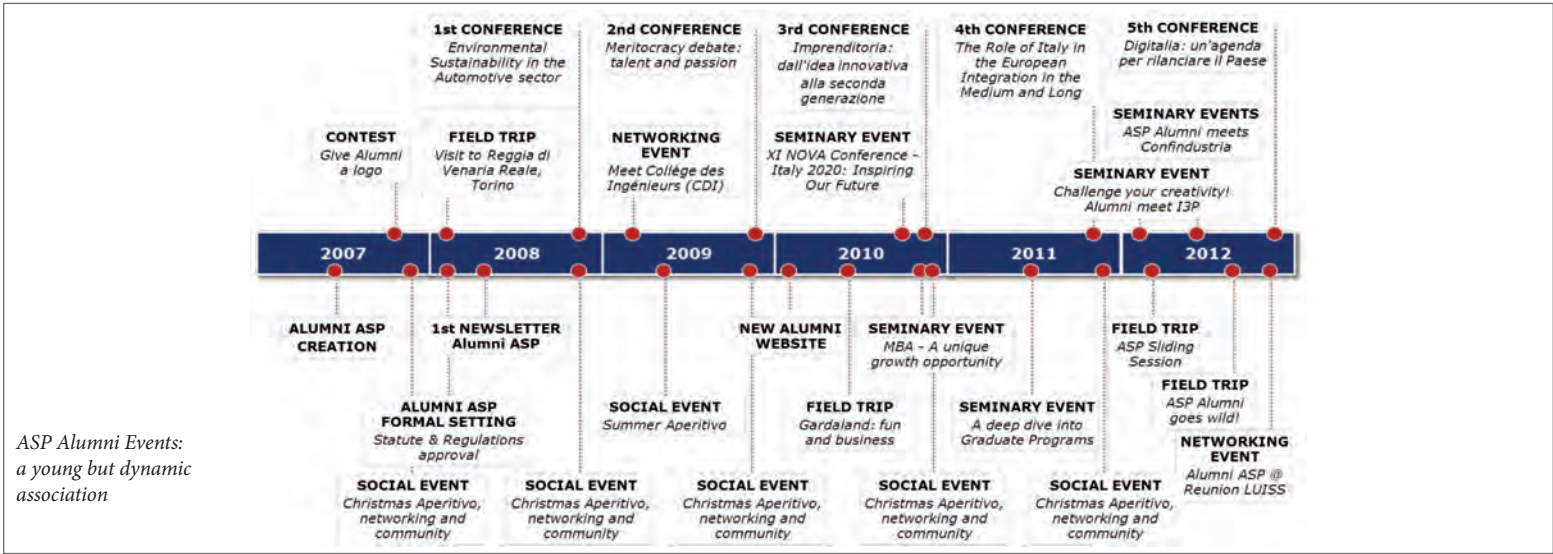 1st CONFERENCE
Environmental
Sustainability in the
Automotive sector
2nd CONFERENCE
Meritocracy debate:
talent and passion
3rd CONFERENCE
Imprenditoria:
dall'idea innovativa
alla seconda
generazione
4th CONFERENCE
The Role of Italy in
the European
Integration in the
Medium and Long
5th CONFERENCE
Digitalia: un'agenda
per rilanciare il Paese
CONTEST
Give Alumni
a logo
FIELD TRIP
Visit to Reggia di
Venaria Reale,
Torino
NETWORKING
EVENT
Meet Collège des
Ingénieurs (CDI)
SEMINARY EVENT
XI NOVA Conference –
Italy 2020: Inspiring
Our Future
SEMINARY EVENTS
ASP Alumni meets
Confindustria
SEMINARY EVENT
Challenge your creativity!
Alumni meet I3P
2007
2008
2009
2010
2011
2012
ALUMNI ASP
CREATION
1st NEWSLETTER
Alumni ASP
NEW ALUMNI
WEBSITE
SEMINARY EVENT
MBA – A unique
growth opportunity
FIELD TRIP
ASP Sliding
Session
ALUMNI ASP
FORMAL SETTING
Statute & Regulations
approval
SOCIAL EVENT
Summer Aperitivo
FIELD TRIP
Gardaland: fun
and business
SEMINARY EVENT
A deep dive into
Graduate Programs
FIELD TRIP
ASP Alumni
goes wild!
NETWORKING
EVENT
Alumni ASP @
Reunion LUISS
SOCIAL EVENT
Christmas Aperitivo,
networking and
community
SOCIAL EVENT
Christmas Aperitivo,
networking and
community
SOCIAL EVENT
Christmas Aperitivo,
networking and
community
SOCIAL EVENT
Christmas Aperitivo,
networking and
community
SOCIAL EVENT
Christmas Aperitivo,
networking and
community
ASP Alumni Events:
a young but dynamic
association